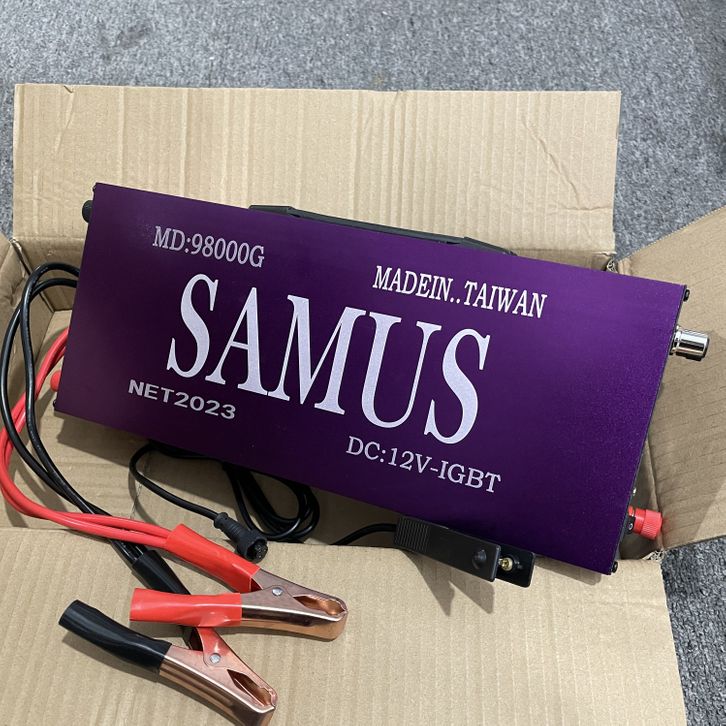 MD:98000G
MADEIN..TAIWAN
SAMUS
NET2023
DC:12V-IGBT